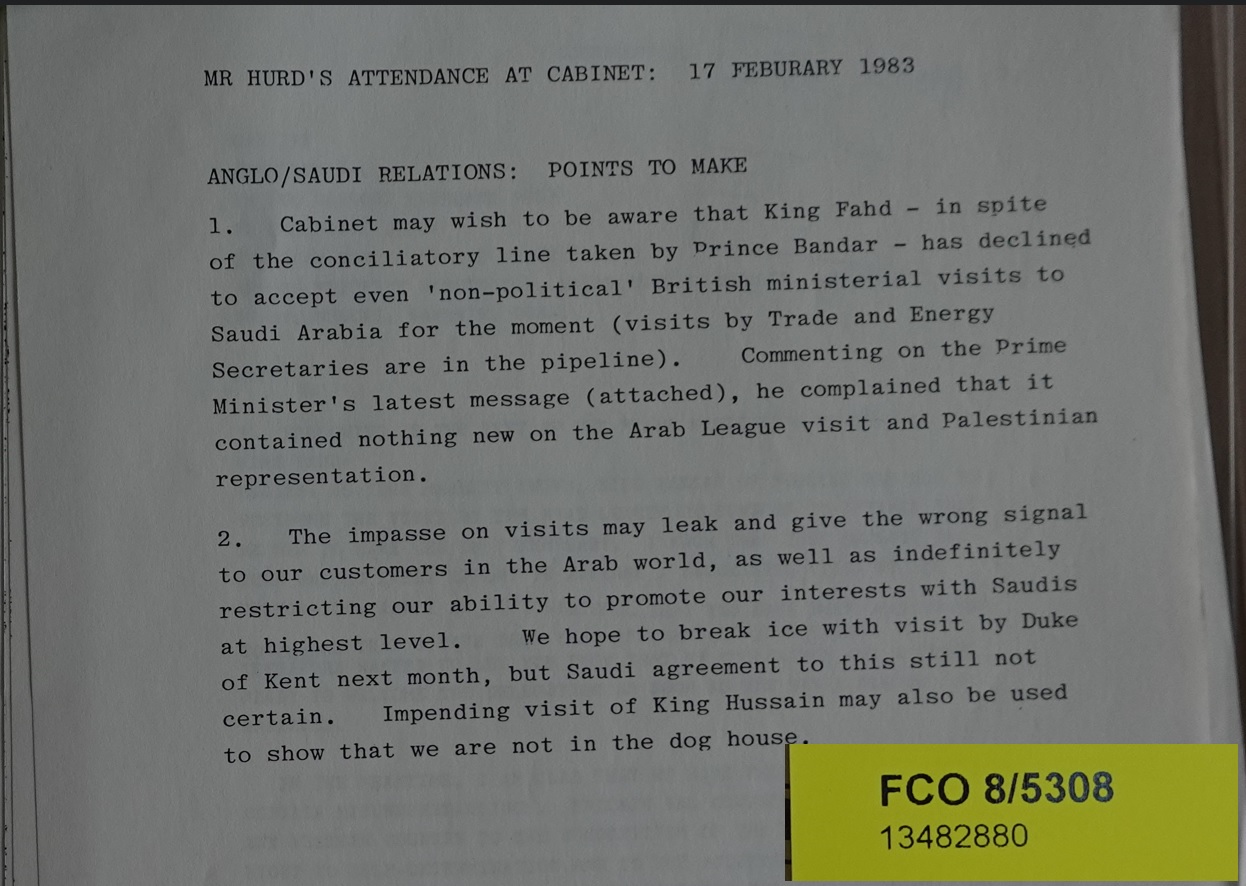 MR HURD'S ATTENDANCE AT CABINET: 17 FEBURARY 1983
ANGLO/SAUDI RELATIONS: POINTS TO MAKE
1. Cabinet may wish to be aware that King Fahd - in spite
of the conciliatory line taken by Prince Bandar - has declined
to accept even 'non-political' British ministerial visits to
Saudi Arabia for the moment (visits by Trade and Energy
Secretaries are in the pipeline). Commenting on the Prime
Minister's latest message (attached), he complained that it
contained nothing new on the Arab League visit and Palestinian
representation.
2. The impasse on visits may leak and give the wrong signal
to our customers in the Arab world, as well as indefinitely
restricting our ability to promote our interests with Saudis
at highest level. We hope to break ice with visit by Duke
of Kent next month, but Saudi agreement to this still not
certain. Impending visit of King Hussain may also be used
to show that we are not in the dog house.
FCO 8/5308
13482880